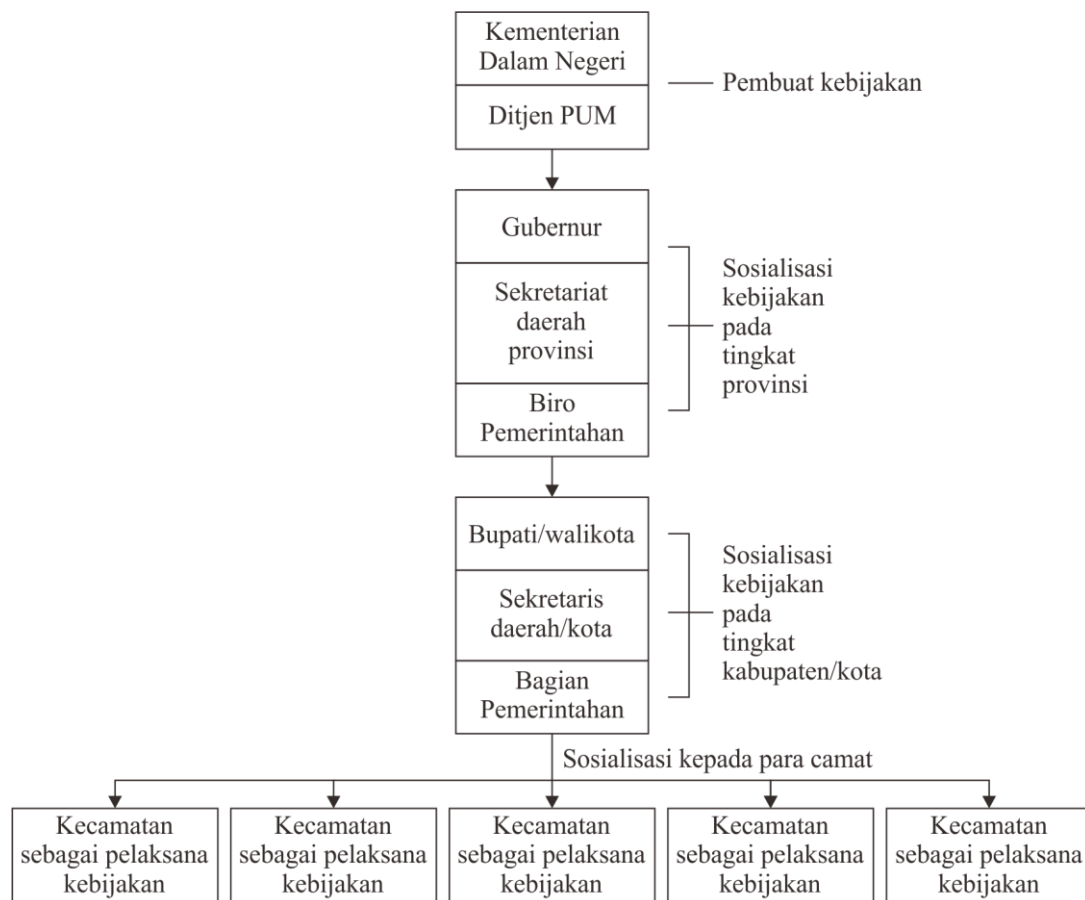 Kementerian
Dalam Negeri
Ditjen PUM
Pembuat kebijakan
Gubernur
Sekretariat
daerah
provinsi
Biro
Pemerintahan
Sosialisasi
kebijakan
pada
tingkat
provinsi
Bupati/walikota
Sekretaris
daerah/kota
Bagian
Pemerintahan
Sosialisasi
kebijakan
pada
tingkat
kabupaten/kota
Sosialisasi kepada para camat
Kecamatan
sebagai pelaksana
kebijakan
Kecamatan
sebagai pelaksana
kebijakan
Kecamatan
sebagai pelaksana
kebijakan
Kecamatan
sebagai pelaksana
kebijakan
Kecamatan
sebagai pelaksana
kebijakan